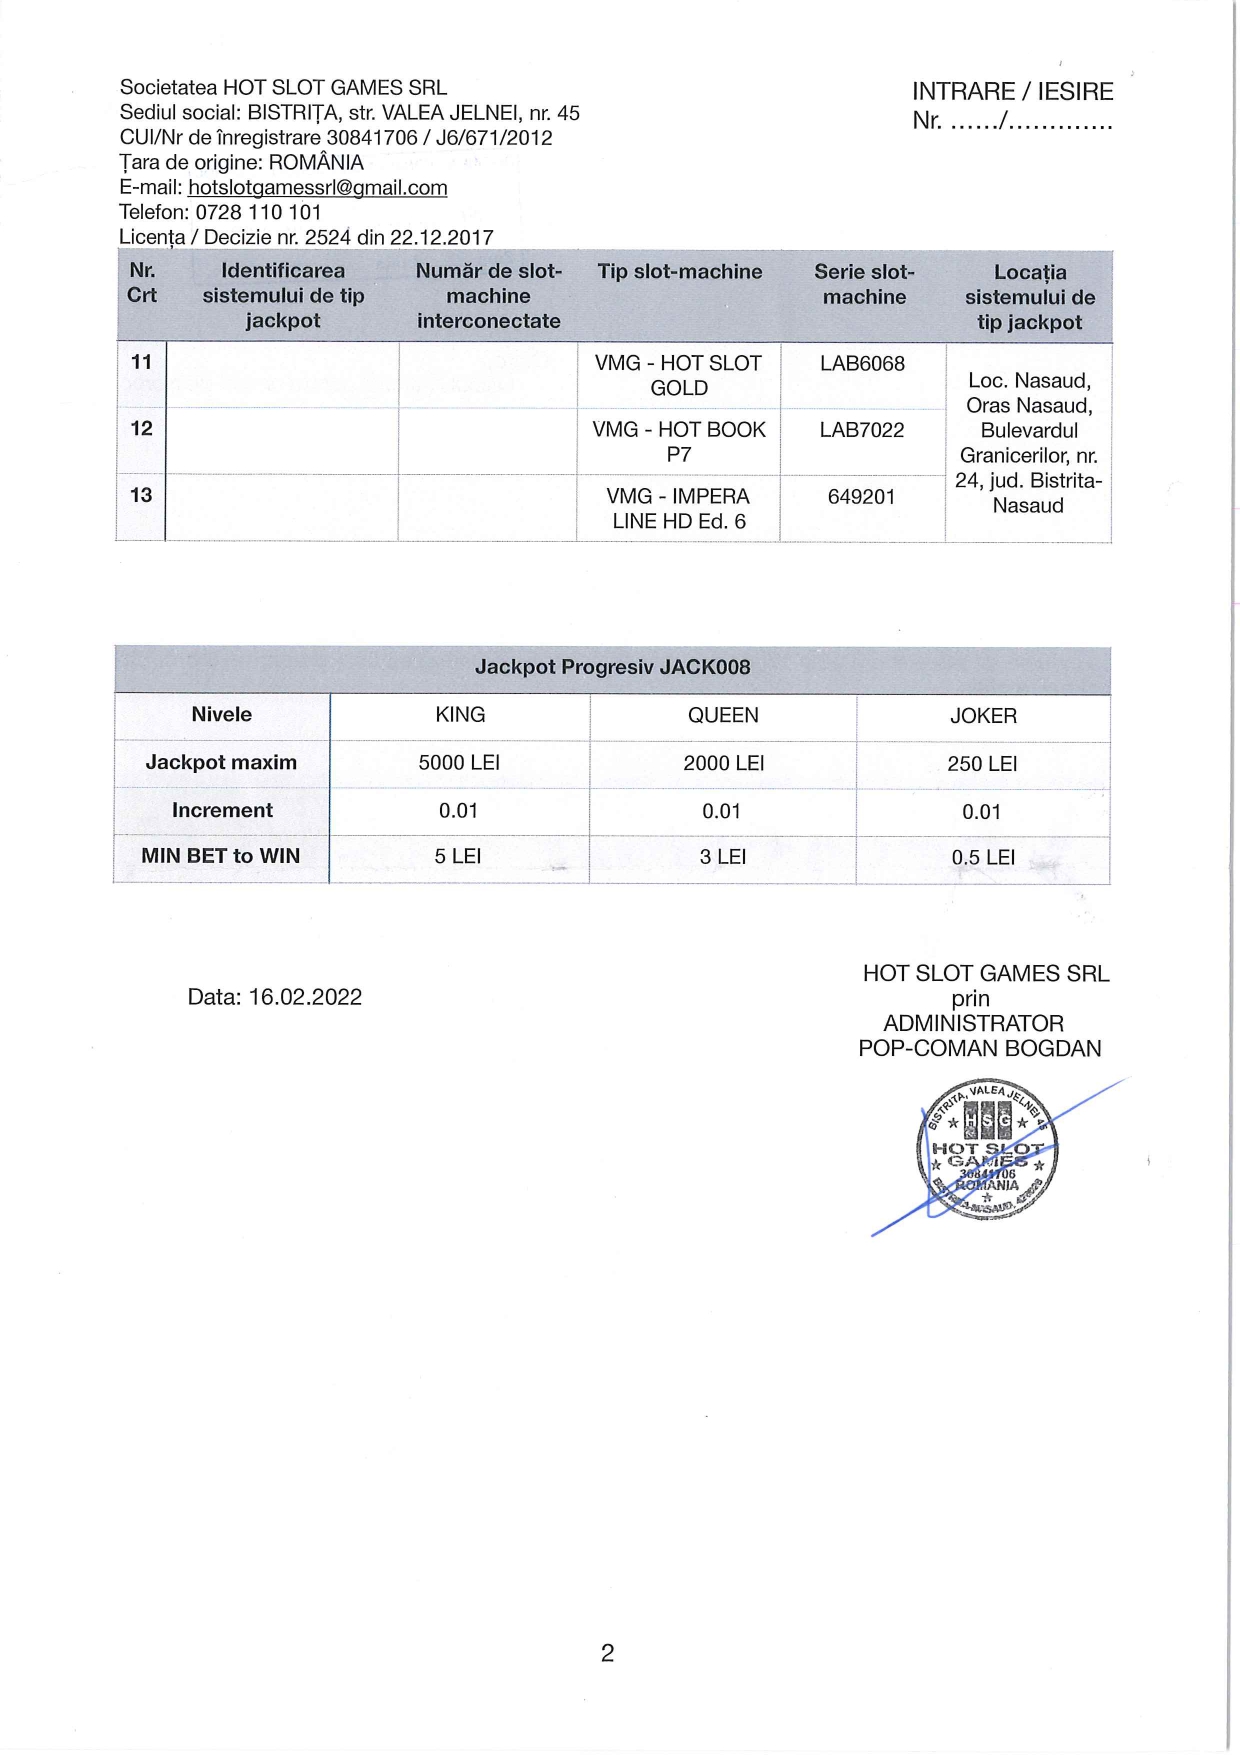 Societatea HOT SLOT GAMES SRL
Sediul social: BISTRIȚA, str. VALEA JELNEI, nr. 45
CUI/Nr de înregistrare 30841706 / J6/671/2012
Țara de origine: ROMÂNIA
E-mail: hotslotgamessrl@gmail.com
Telefon: 0728 110 101
Licența / Decizie nr. 2524 din 22.12.2017
INTRARE / IESIRE
Nr. ....../.............
Nr. Crt
Identificarea sistemului de tip jackpot
Număr de slot-machine interconectate
Tip slot-machine
Serie slot-machine
Locația sistemului de tip jackpot
11
VMG - HOT SLOT
GOLD
LAB6068
12
VMG - HOT BOOK
P7
LAB7022
13
VMG - IMPERA
LINE HD Ed. 6
649201
Loc. Nasaud,
Oras Nasaud,
Bulevardul
Granicerilor, nr.
24, jud. Bistrita-
Nasaud
Jackpot Progresiv JACK008
Nivele KING QUEEN JOKER
Jackpot maxim 5000 LEI 2000 LEI 250 LEI
Increment 0.01 0.01 0.01
MIN BET to WIN 5 LEI 3 LEI 0.5 LEI
Data: 16.02.2022
HOT SLOT GAMES SRL
prin
ADMINISTRATOR
POP-COMAN BOGDAN
BISTRITA, VALEA JELNEI 45
HSG
HOT SLOT
GAMES
30841706
ROMANIA
BISTRITA-NASAUD,
2